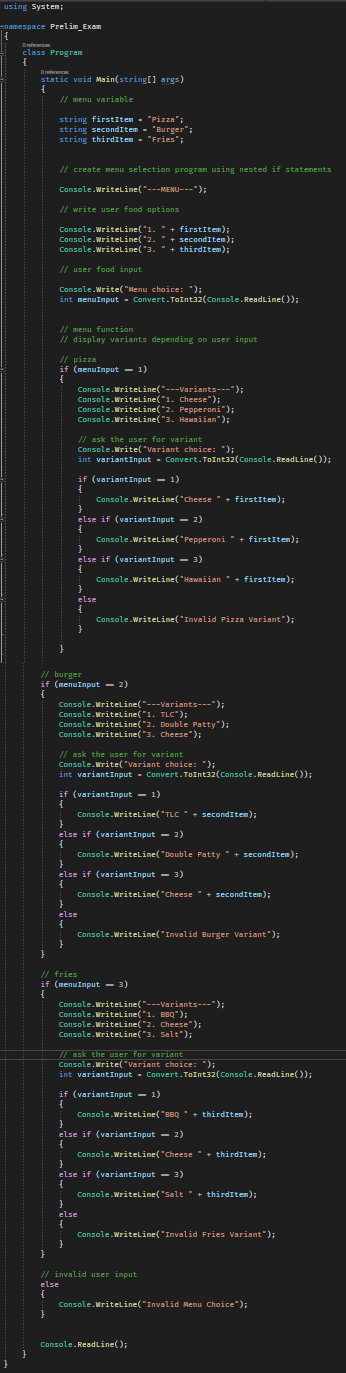 using System;
namespace Prelim_Exam
{
0 references
class Program
{
0 references
static void Main(string[] args)
{
// menu variable
string firstItem = "Pizza";
string secondItem = "Burger";
string thirdItem = "Fries";
// create menu selection program using nested if statements
Console.WriteLine("---MENU---");
// write user food options
Console.WriteLine("1. " + firstItem);
Console.WriteLine("2. " + secondItem);
Console.WriteLine("3. " + thirdItem);
// user food input
Console.Write("Menu choice: ");
int menuInput = Convert.ToInt32(Console.ReadLine());
// menu function
// display variants depending on user input
// pizza
if (menuInput == 1)
{
Console.WriteLine("---Variants---");
Console.WriteLine("1. Cheese");
Console.WriteLine("2. Pepperoni");
Console.WriteLine("3. Hawaiian");
// ask the user for variant
Console.Write("Variant choice: ");
int variantInput = Convert.ToInt32(Console.ReadLine());
if (variantInput == 1)
{
Console.WriteLine("Cheese " + firstItem);
}
else if (variantInput == 2)
{
Console.WriteLine("Pepperoni " + firstItem);
}
else if (variantInput == 3)
{
Console.WriteLine("Hawaiian " + firstItem);
}
else
{
Console.WriteLine("Invalid Pizza Variant");
}
}
// burger
if (menuInput == 2)
{
Console.WriteLine("---Variants---");
Console.WriteLine("1. TLC");
Console.WriteLine("2. Double Patty");
Console.WriteLine("3. Cheese");
// ask the user for variant
Console.Write("Variant choice: ");
int variantInput = Convert.ToInt32(Console.ReadLine());
if (variantInput == 1)
{
Console.WriteLine("TLC " + secondItem);
}
else if (variantInput == 2)
{
Console.WriteLine("Double Patty " + secondItem);
}
else if (variantInput == 3)
{
Console.WriteLine("Cheese " + secondItem);
}
else
{
Console.WriteLine("Invalid Burger Variant");
}
}
// fries
if (menuInput == 3)
{
Console.WriteLine("---Variants---");
Console.WriteLine("1. BBQ");
Console.WriteLine("2. Cheese");
Console.WriteLine("3. Salt");
// ask the user for variant
Console.Write("Variant choice: ");
int variantInput = Convert.ToInt32(Console.ReadLine());
if (variantInput == 1)
{
Console.WriteLine("BBQ " + thirdItem);
}
else if (variantInput == 2)
{
Console.WriteLine("Cheese " + thirdItem);
}
else if (variantInput == 3)
{
Console.WriteLine("Salt " + thirdItem);
}
else
{
Console.WriteLine("Invalid Fries Variant");
}
}
// invalid user input
else
{
Console.WriteLine("Invalid Menu Choice");
}
Console.ReadLine();
}
}
}